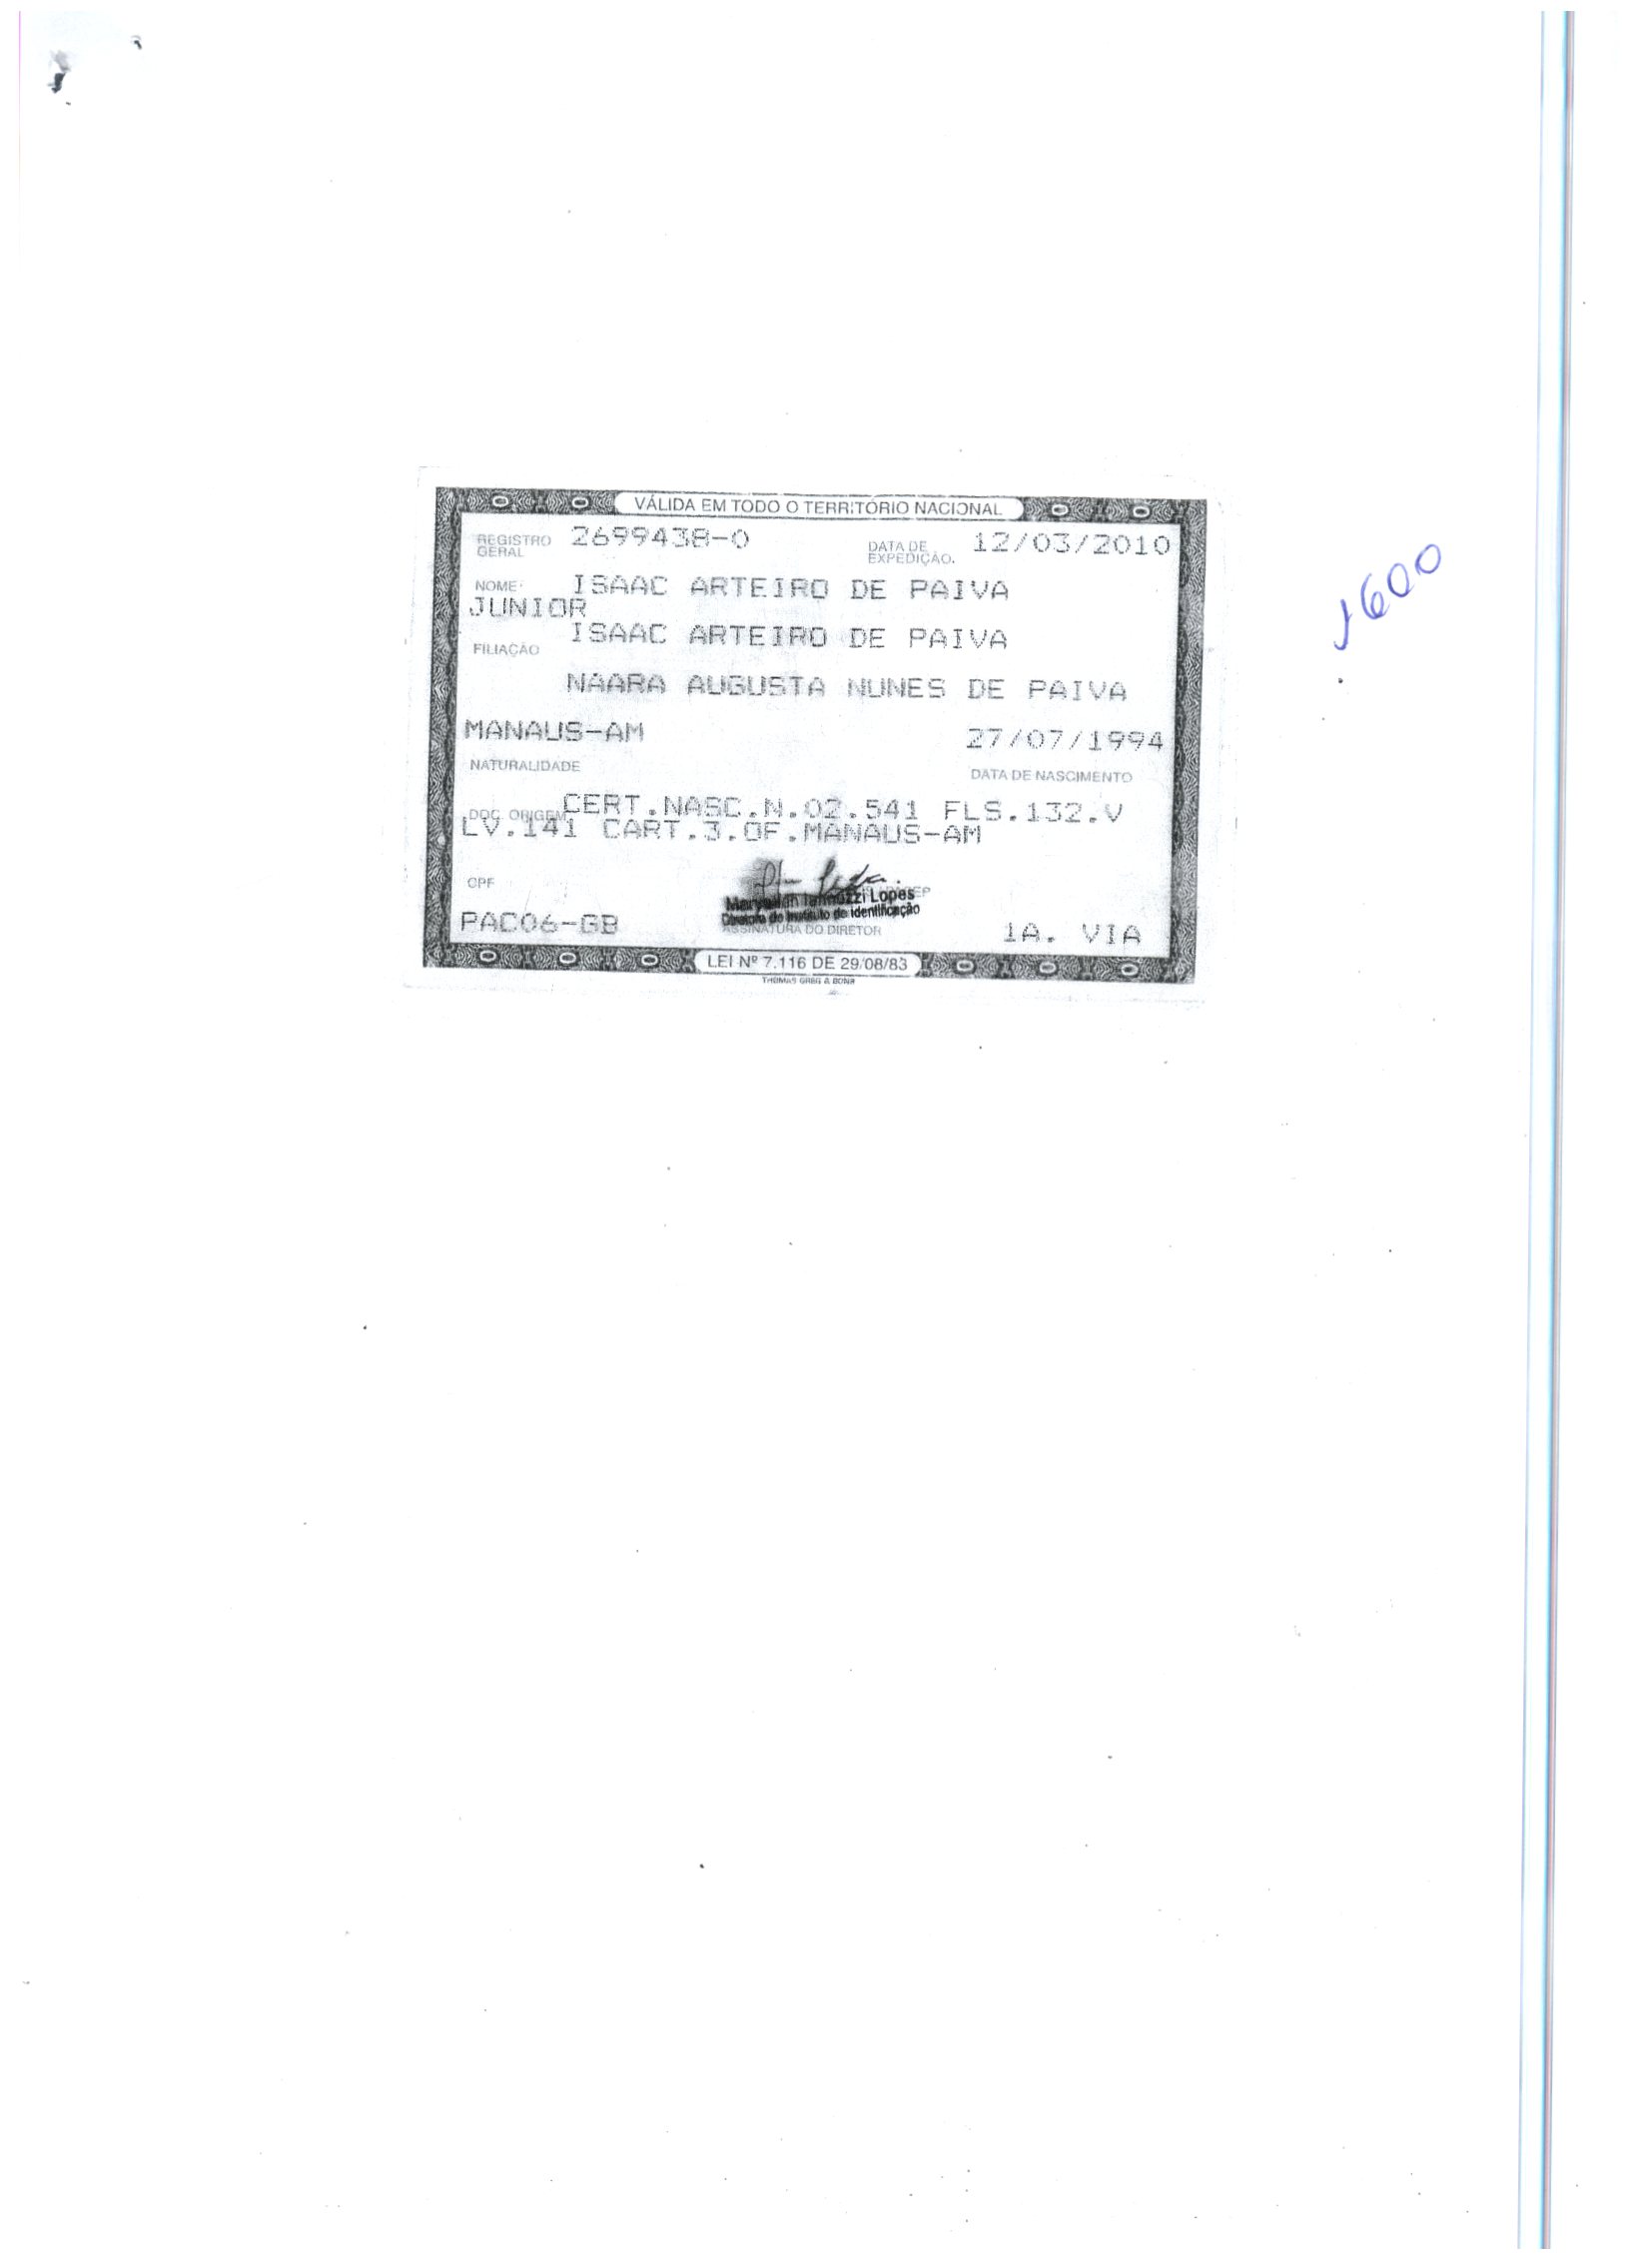 VÁLIDA EM TODO O TERRITÓRIO NACIONAL
REGISTRO GERAL 2699438-0 DATA DE EXPEDIÇÃO. 12/03/2010
NOME ISAAC ARTEIRO DE PAIVA
JUNIOR
ISAAC ARTEIRO DE PAIVA
FILIAÇÃO
NAARA AUGUSTA NUNES DE PAIVA
MANAUS-AM 27/07/1994
NATURALIDADE DATA DE NASCIMENTO
DOC ORIGEM CERT.NASC.N.02.541 FLS.132.V
LV.141 CART.3.OF.MANAUS-AM
CPF
Lopes
Diretora do Instituto de Identificação
PAC06-GB ASSINATURA DO DIRETOR 1A. VIA
LEI Nº 7.116 DE 29/08/83
THOMAS GREG &
1600